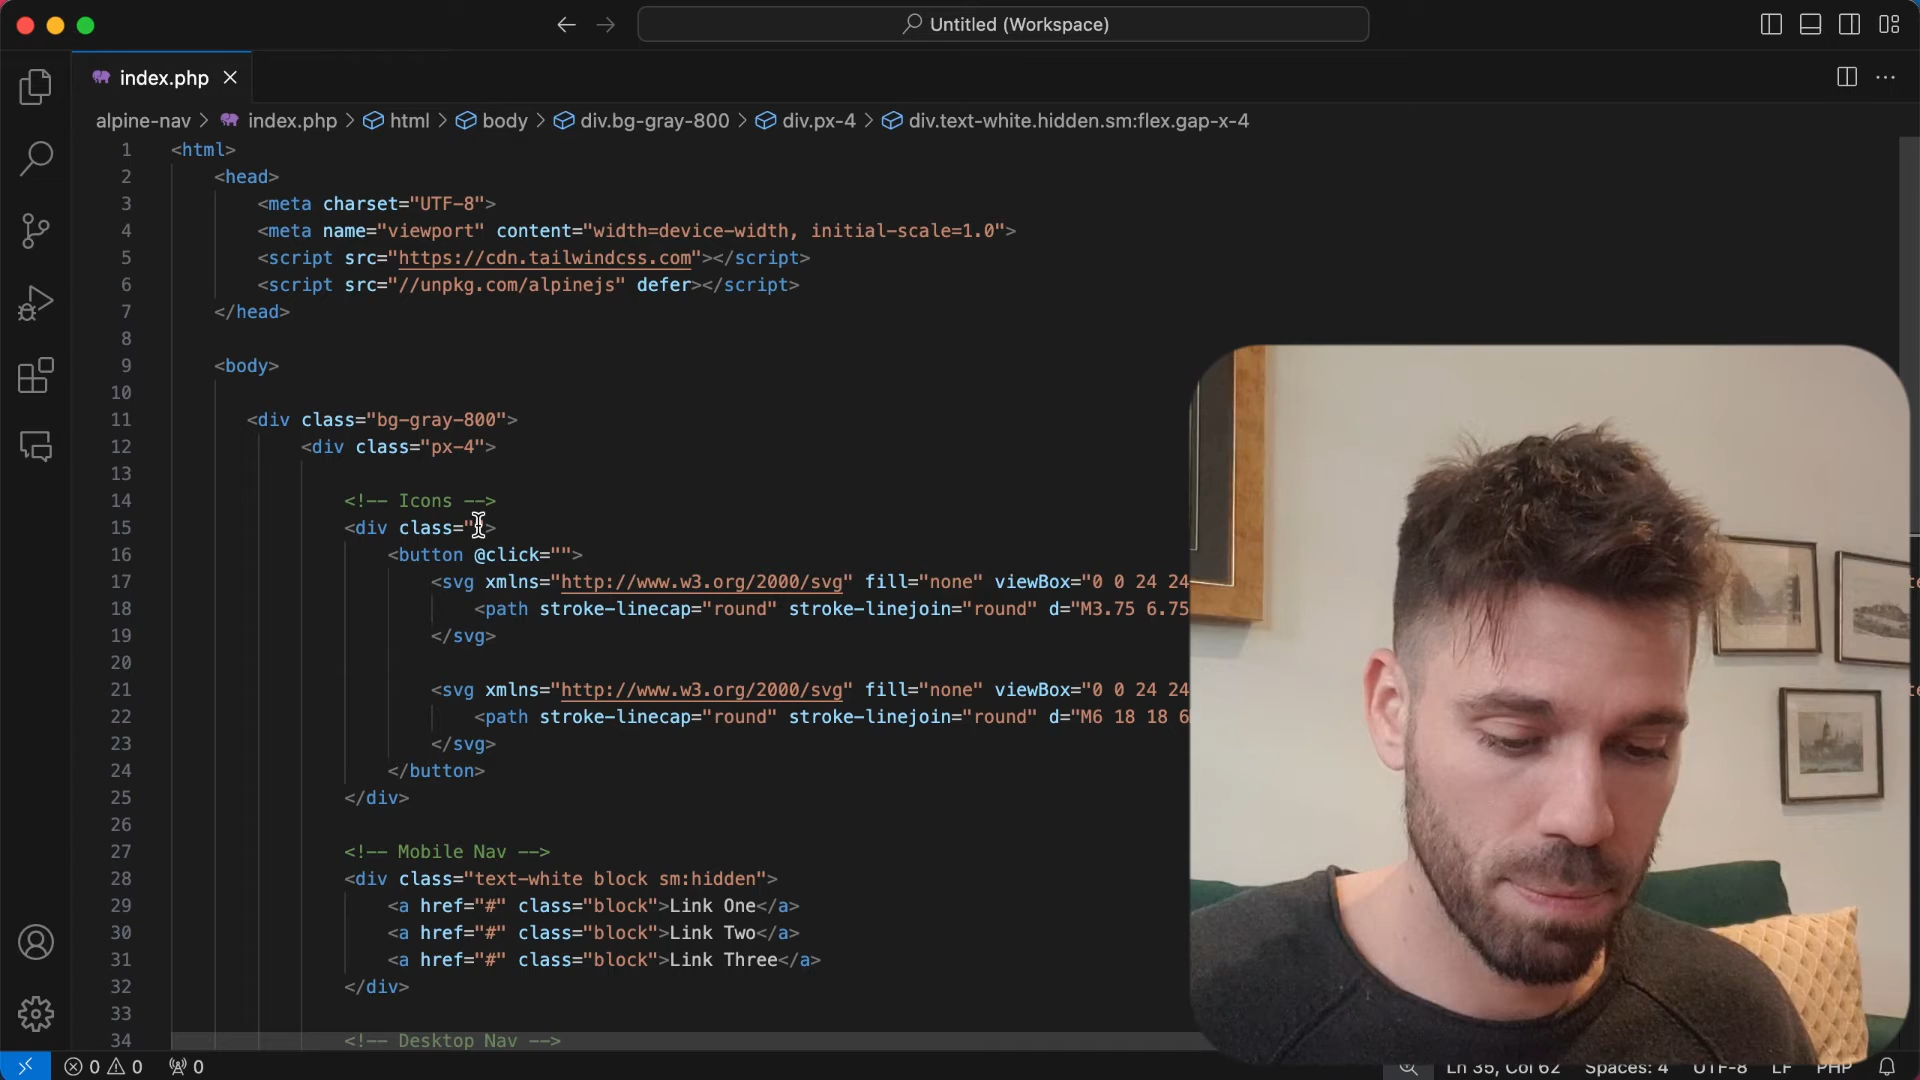 Untitled (Workspace)
index.php
alpine-nav > index.php > html > body > div.bg-gray-800 > div.px-4 > div.text-white.hidden.sm:flex.gap-x-4
1 <html>
2 <head>
3 <meta charset="UTF-8">
4 <meta name="viewport" content="width=device-width, initial-scale=1.0">
5 <script src="https://cdn.tailwindcss.com"></script>
6 <script src="//unpkg.com/alpinejs" defer></script>
7 </head>
8
9 <body>
10
11 <div class="bg-gray-800">
12 <div class="px-4">
13
14 <!-- Icons -->
15 <div class="">
16 <button @click="">
17 <svg xmlns="http://www.w3.org/2000/svg" fill="none" viewBox="0 0 24 24
18 <path stroke-linecap="round" stroke-linejoin="round" d="M3.75 6.75
19 </svg>
20
21 <svg xmlns="http://www.w3.org/2000/svg" fill="none" viewBox="0 0 24 24
22 <path stroke-linecap="round" stroke-linejoin="round" d="M6 18 18 6
23 </svg>
24 </button>
25 </div>
26
27 <!-- Mobile Nav -->
28 <div class="text-white block sm:hidden">
29 <a href="#" class="block">Link One</a>
30 <a href="#" class="block">Link Two</a>
31 <a href="#" class="block">Link Three</a>
32 </div>
33
34 <!-- Desktop Nav -->
0 0 0 Ln 35, Col 62 Spaces: 4 UTF-8 LF PHP